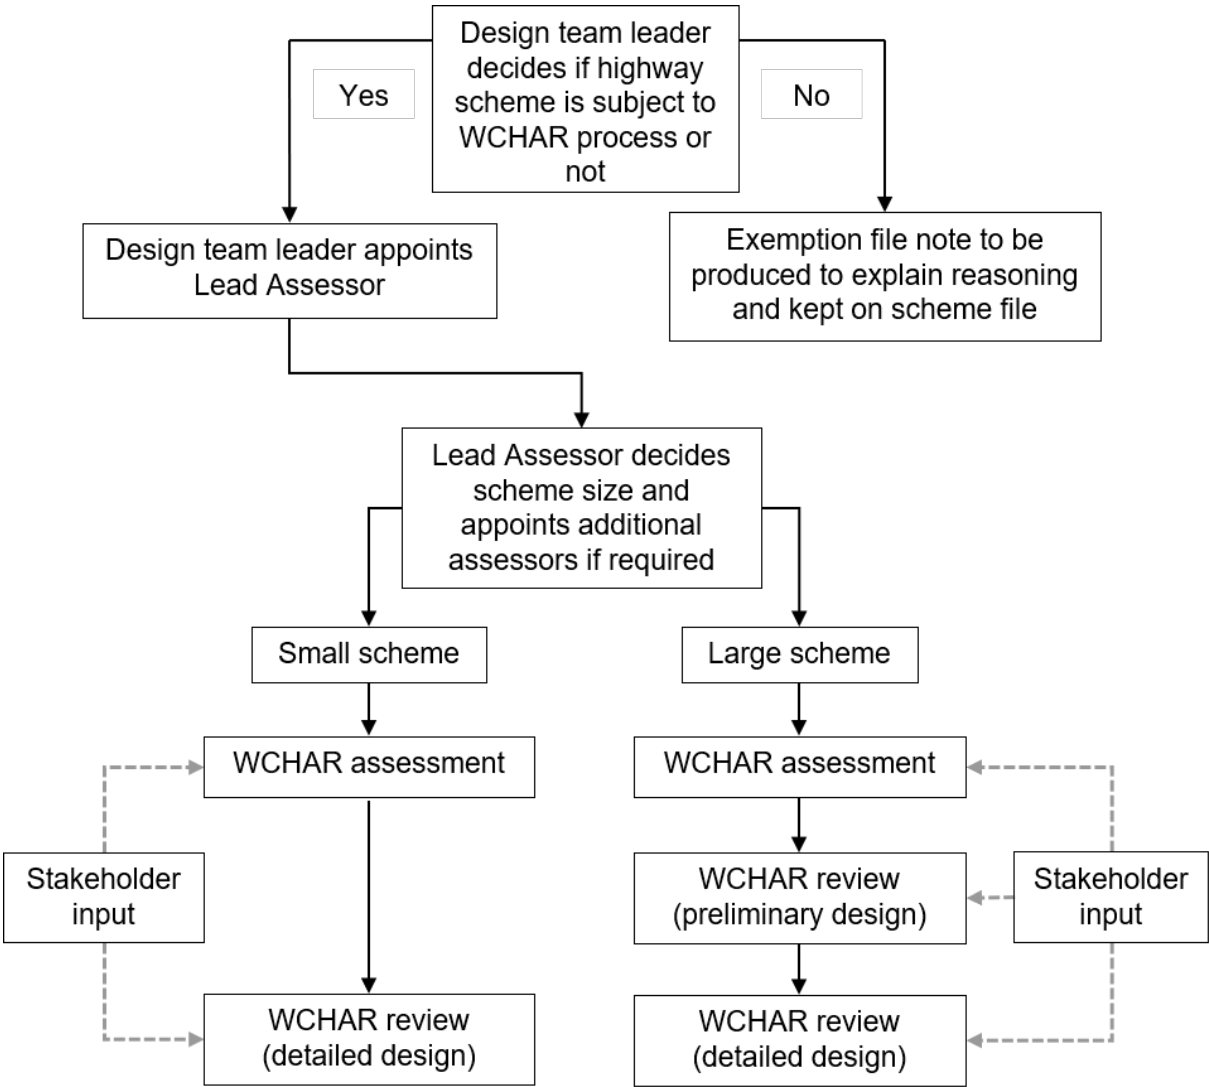 Design team leader
decides if highway
scheme is subject to
WCHAR process or
not
Yes
No
Design team leader appoints
Lead Assessor
Exemption file note to be
produced to explain reasoning
and kept on scheme file
Lead Assessor decides
scheme size and
appoints additional
assessors if required
Small scheme
Large scheme
WCHAR assessment
WCHAR assessment
Stakeholder
input
WCHAR review
(preliminary design)
Stakeholder
input
WCHAR review
(detailed design)
WCHAR review
(detailed design)